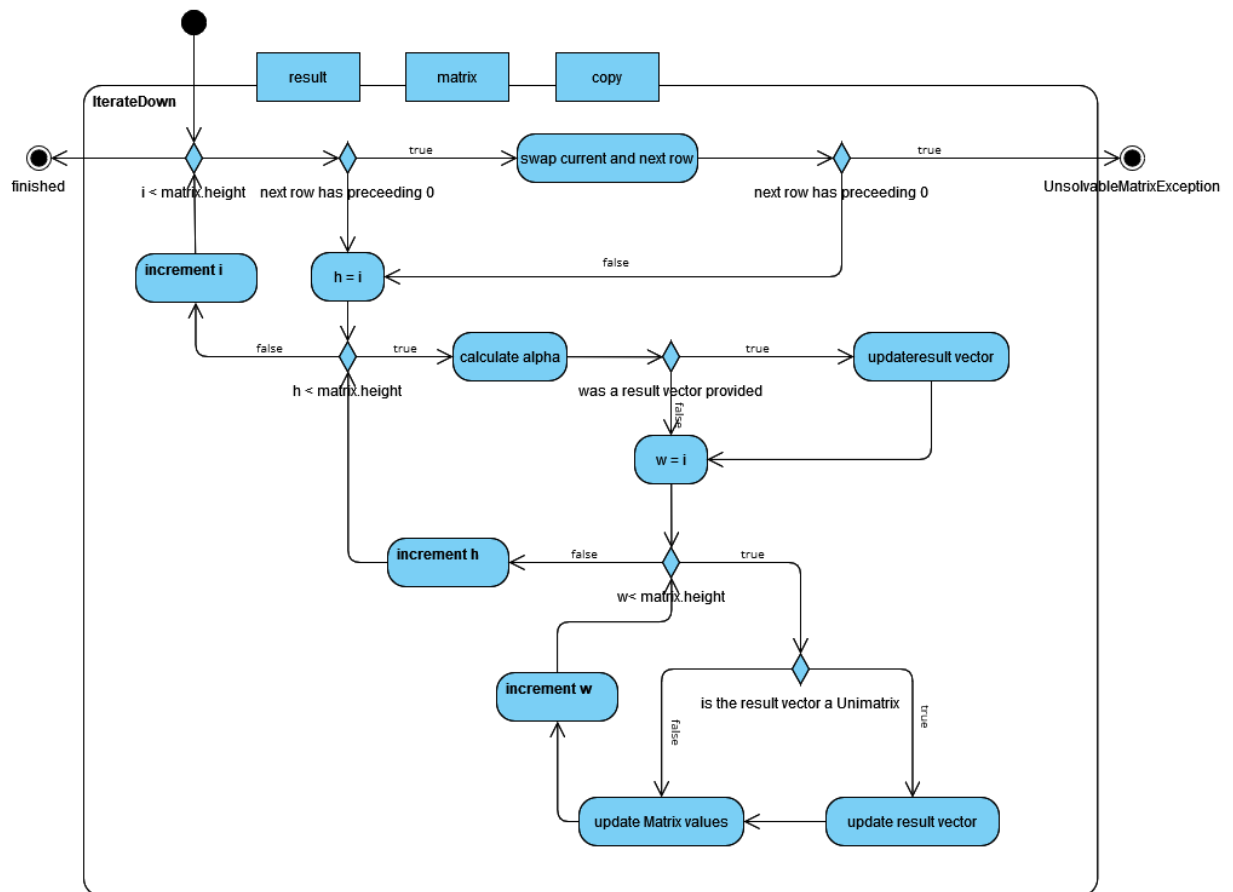 result
matrix
copy
IterateDown
true
swap current and next row
true
finished
i < matrix.height
next row has preceeding 0
next row has preceeding 0
UnsolvableMatrixException
increment i
h = i
false
false
true
calculate alpha
true
updateresult vector
h < matrix.height
was a result vector provided
false
w = i
increment h
false
true
w< matrix.height
increment w
is the result vector a Unimatrix
false
true
update Matrix values
update result vector